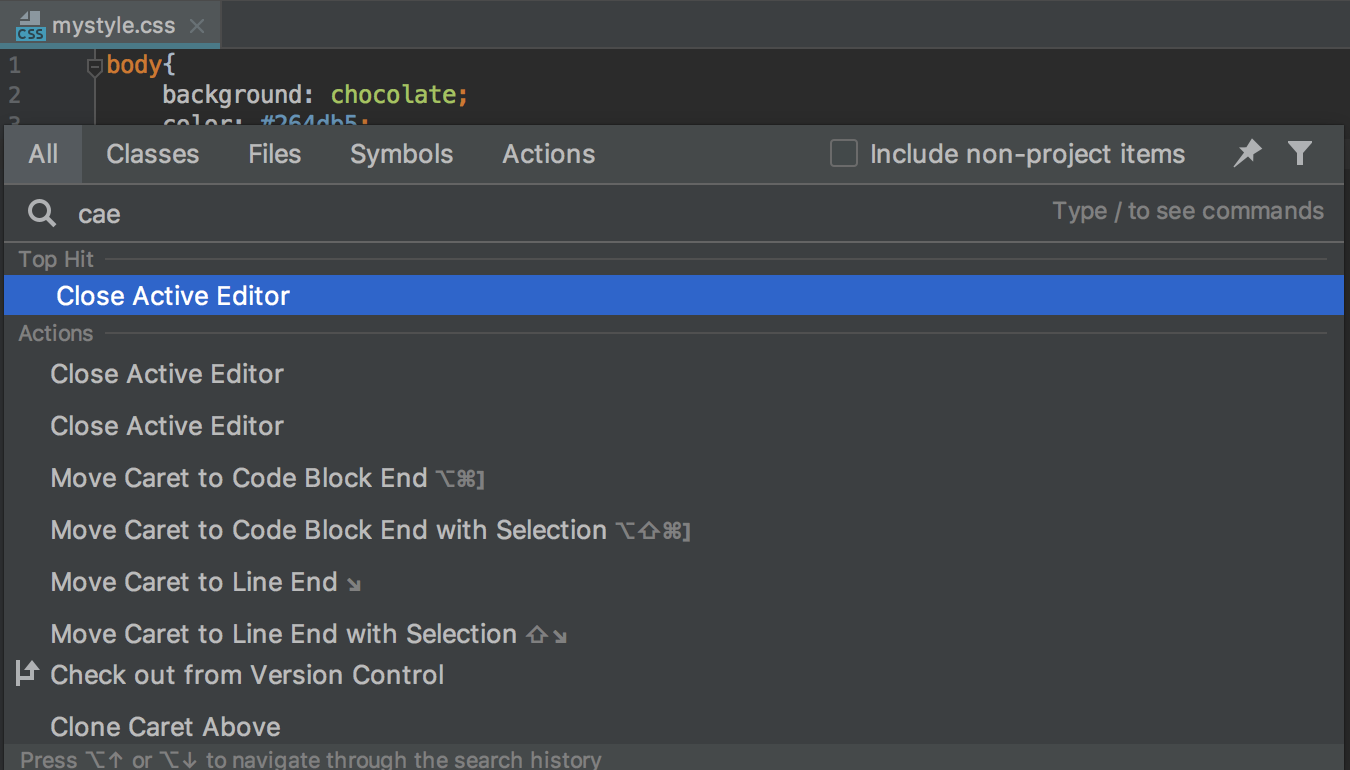 CSS mystyle.css
1 body{
2 background: chocolate;
3 color: #264db5;
All Classes Files Symbols Actions Include non-project items
cae Type / to see commands
Top Hit
Close Active Editor
Actions
Close Active Editor
Close Active Editor
Move Caret to Code Block End ⌥⌘]
Move Caret to Code Block End with Selection ⌥⇧⌘]
Move Caret to Line End ↘
Move Caret to Line End with Selection ⇧↘
Check out from Version Control
Clone Caret Above
Press ⌥↑ or ⌥↓ to navigate through the search history